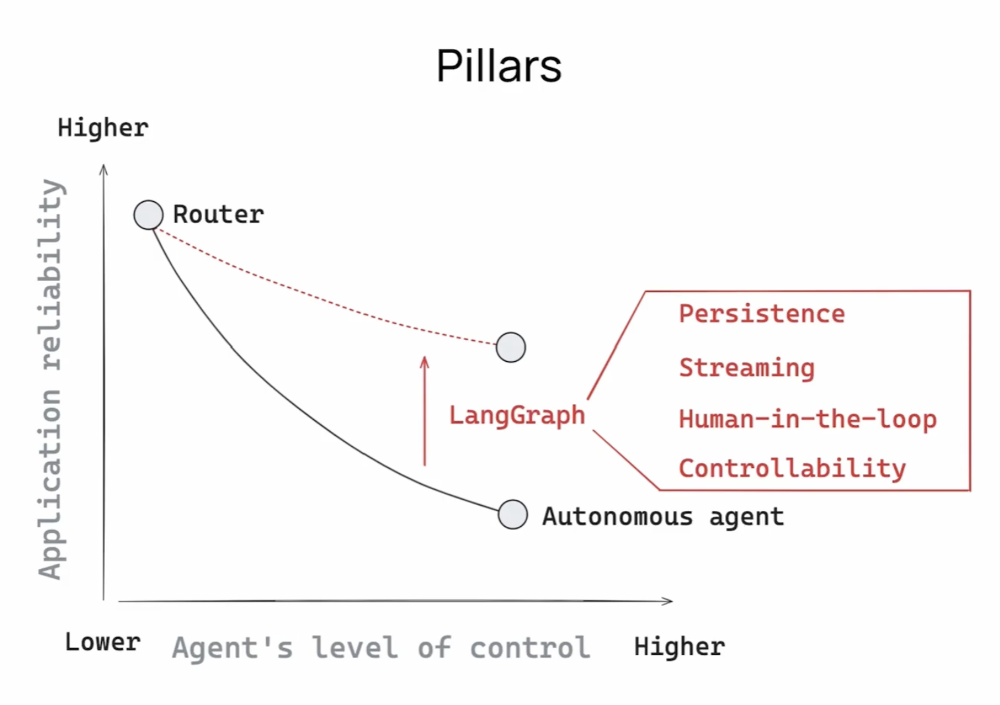 Pillars
Higher
Application reliability
Router
Persistence
Streaming
LangGraph
Human-in-the-loop
Controllability
Autonomous agent
Lower
Agent's level of control
Higher